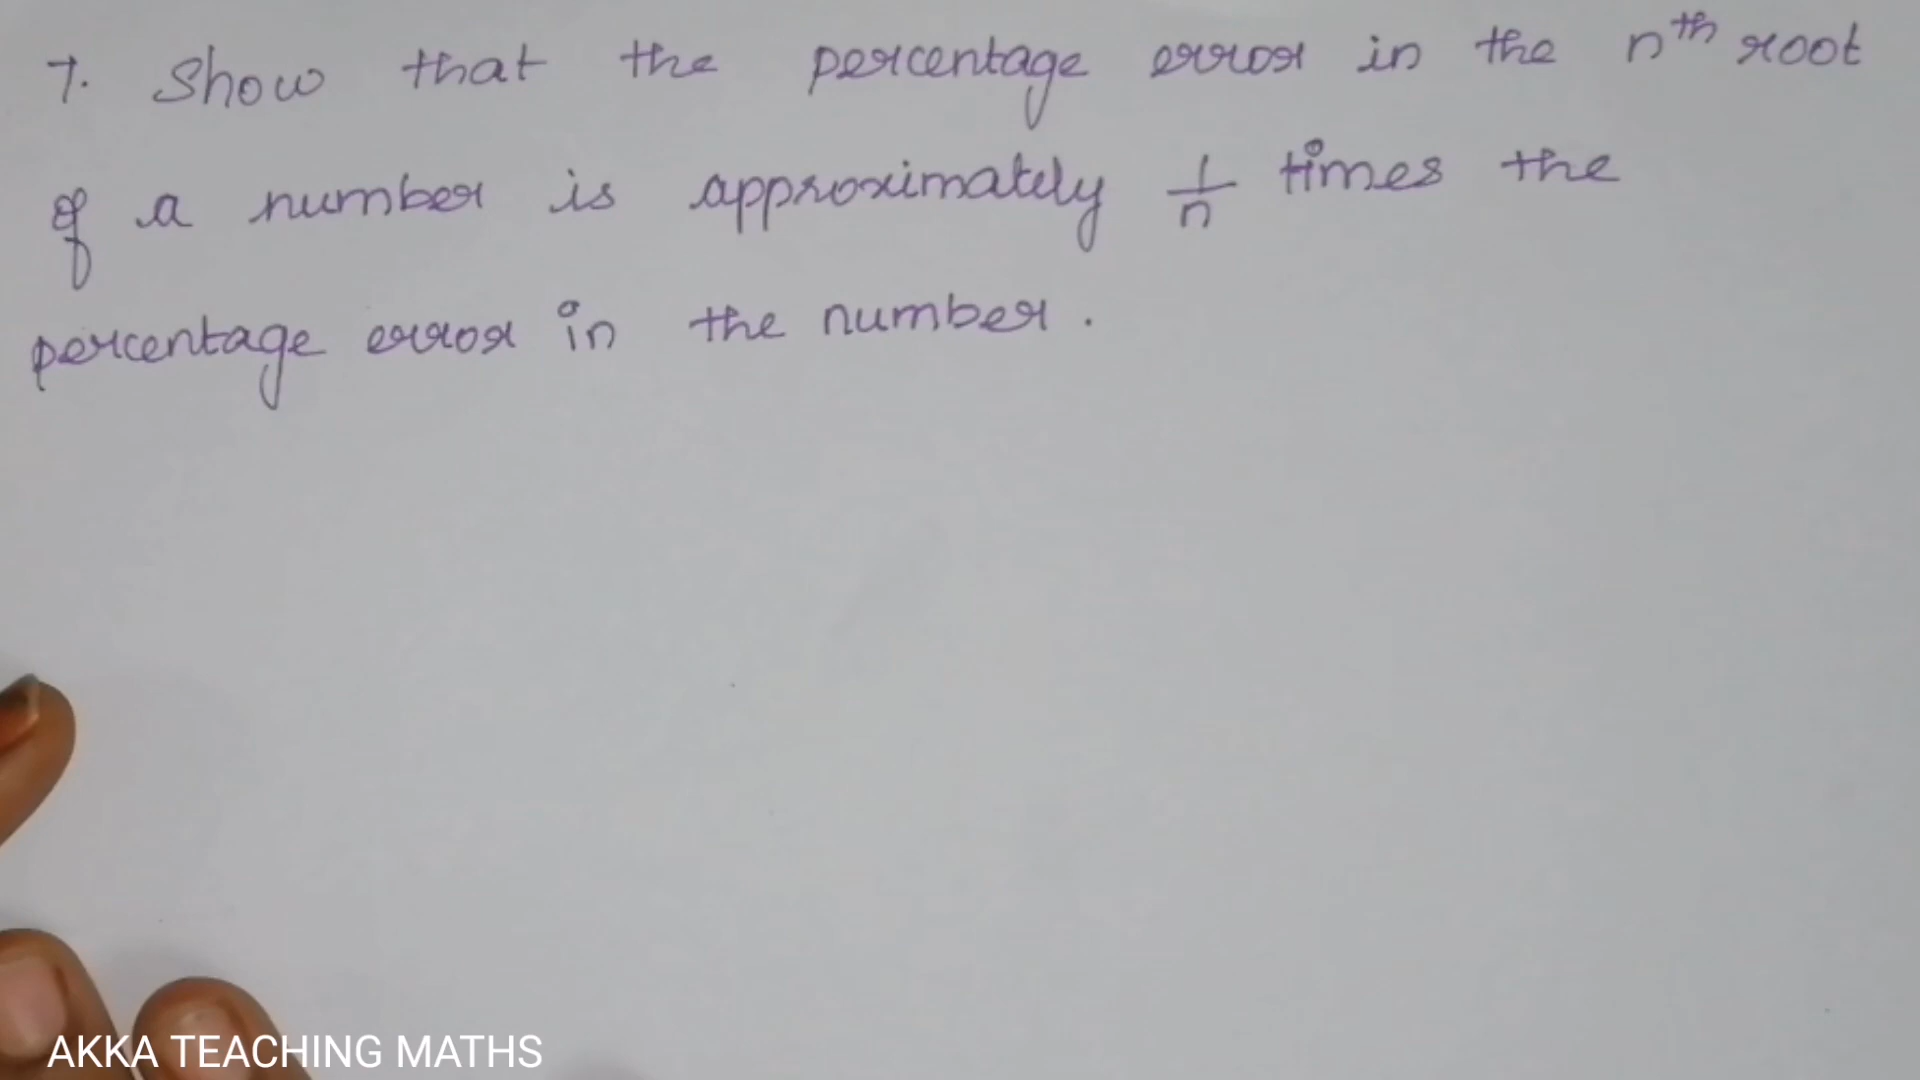 7. Show that the percentage error in the nth root
of a number is approximately 1/n times the
percentage error in the number.
AKKA TEACHING MATHS